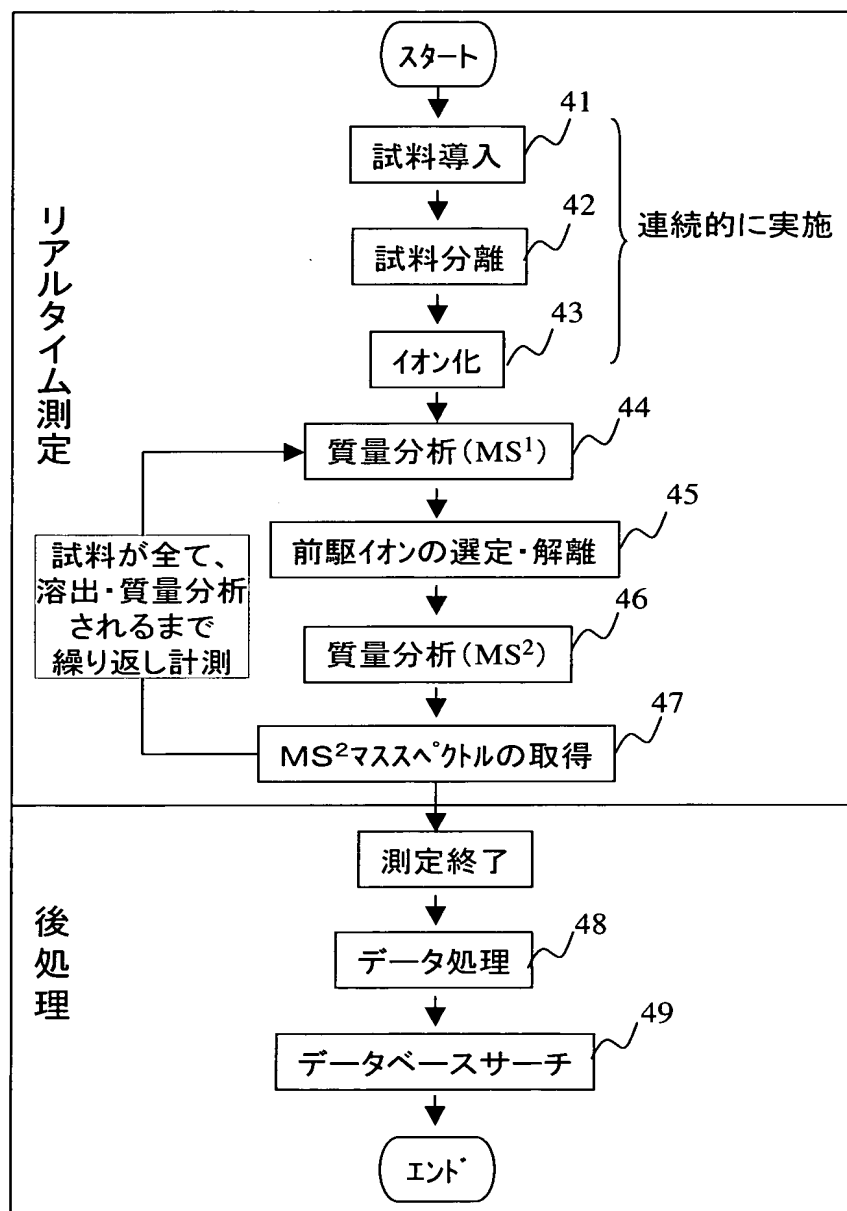 スタート
41
試料導入
42
試料分離
連続的に実施
43
イオン化
リアルタイム測定
44
質量分析(MS¹)
45
前駆イオンの選定・解離
試料が全て、
溶出・質量分析
されるまで
繰り返し計測
46
質量分析(MS²)
47
MS²マススペクトルの取得
測定終了
後処理
48
データ処理
49
データベースサーチ
エンド